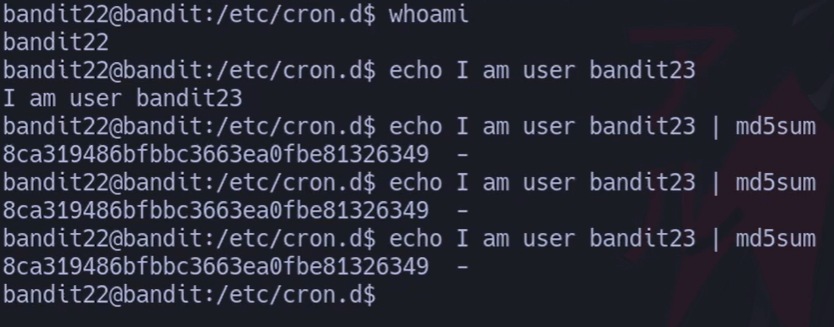 bandit22@bandit:/etc/cron.d$ whoami
bandit22
bandit22@bandit:/etc/cron.d$ echo I am user bandit23
I am user bandit23
bandit22@bandit:/etc/cron.d$ echo I am user bandit23 | md5sum
8ca319486bfbbc3663ea0fbe81326349  -
bandit22@bandit:/etc/cron.d$ echo I am user bandit23 | md5sum
8ca319486bfbbc3663ea0fbe81326349  -
bandit22@bandit:/etc/cron.d$ echo I am user bandit23 | md5sum
8ca319486bfbbc3663ea0fbe81326349  -
bandit22@bandit:/etc/cron.d$